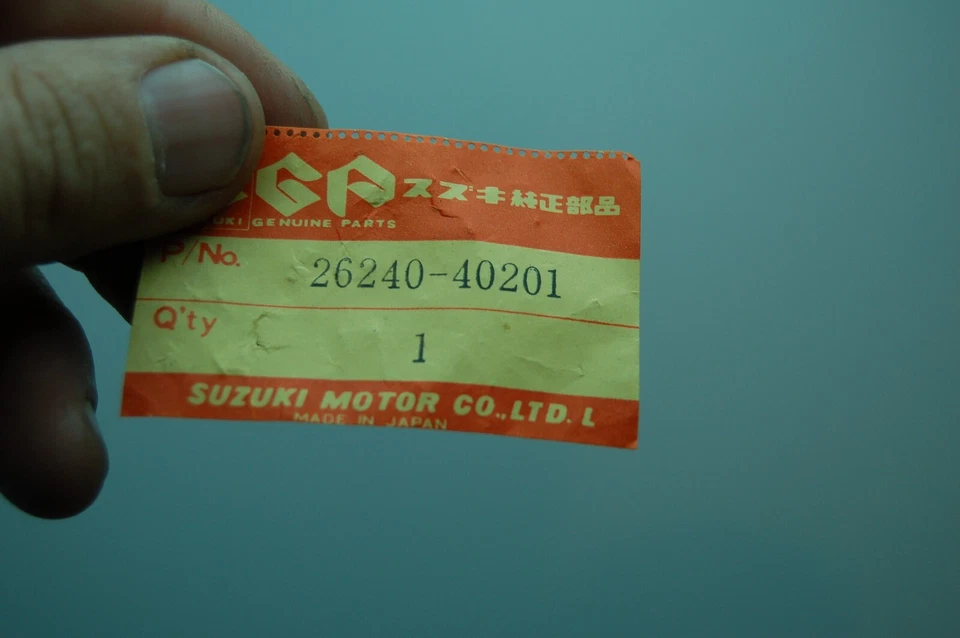 GP スズキ純正部品
UKI GENUINE PARTS
P/No. 26240-40201
Q'ty 1
SUZUKI MOTOR CO.,LTD. L
MADE IN JAPAN